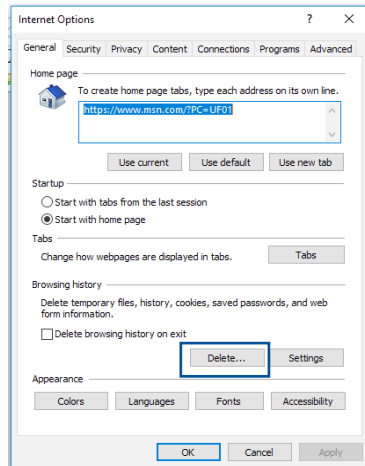 Internet Options ? X
General Security Privacy Content Connections Programs Advanced
Home page
To create home page tabs, type each address on its own line.
https://www.msn.com/?PC=UF01
Use current Use default Use new tab
Startup
Start with tabs from the last session
Start with home page
Tabs
Change how webpages are displayed in tabs. Tabs
Browsing history
Delete temporary files, history, cookies, saved passwords, and web
form information.
Delete browsing history on exit
Delete... Settings
Appearance
Colors Languages Fonts Accessibility
OK Cancel Apply